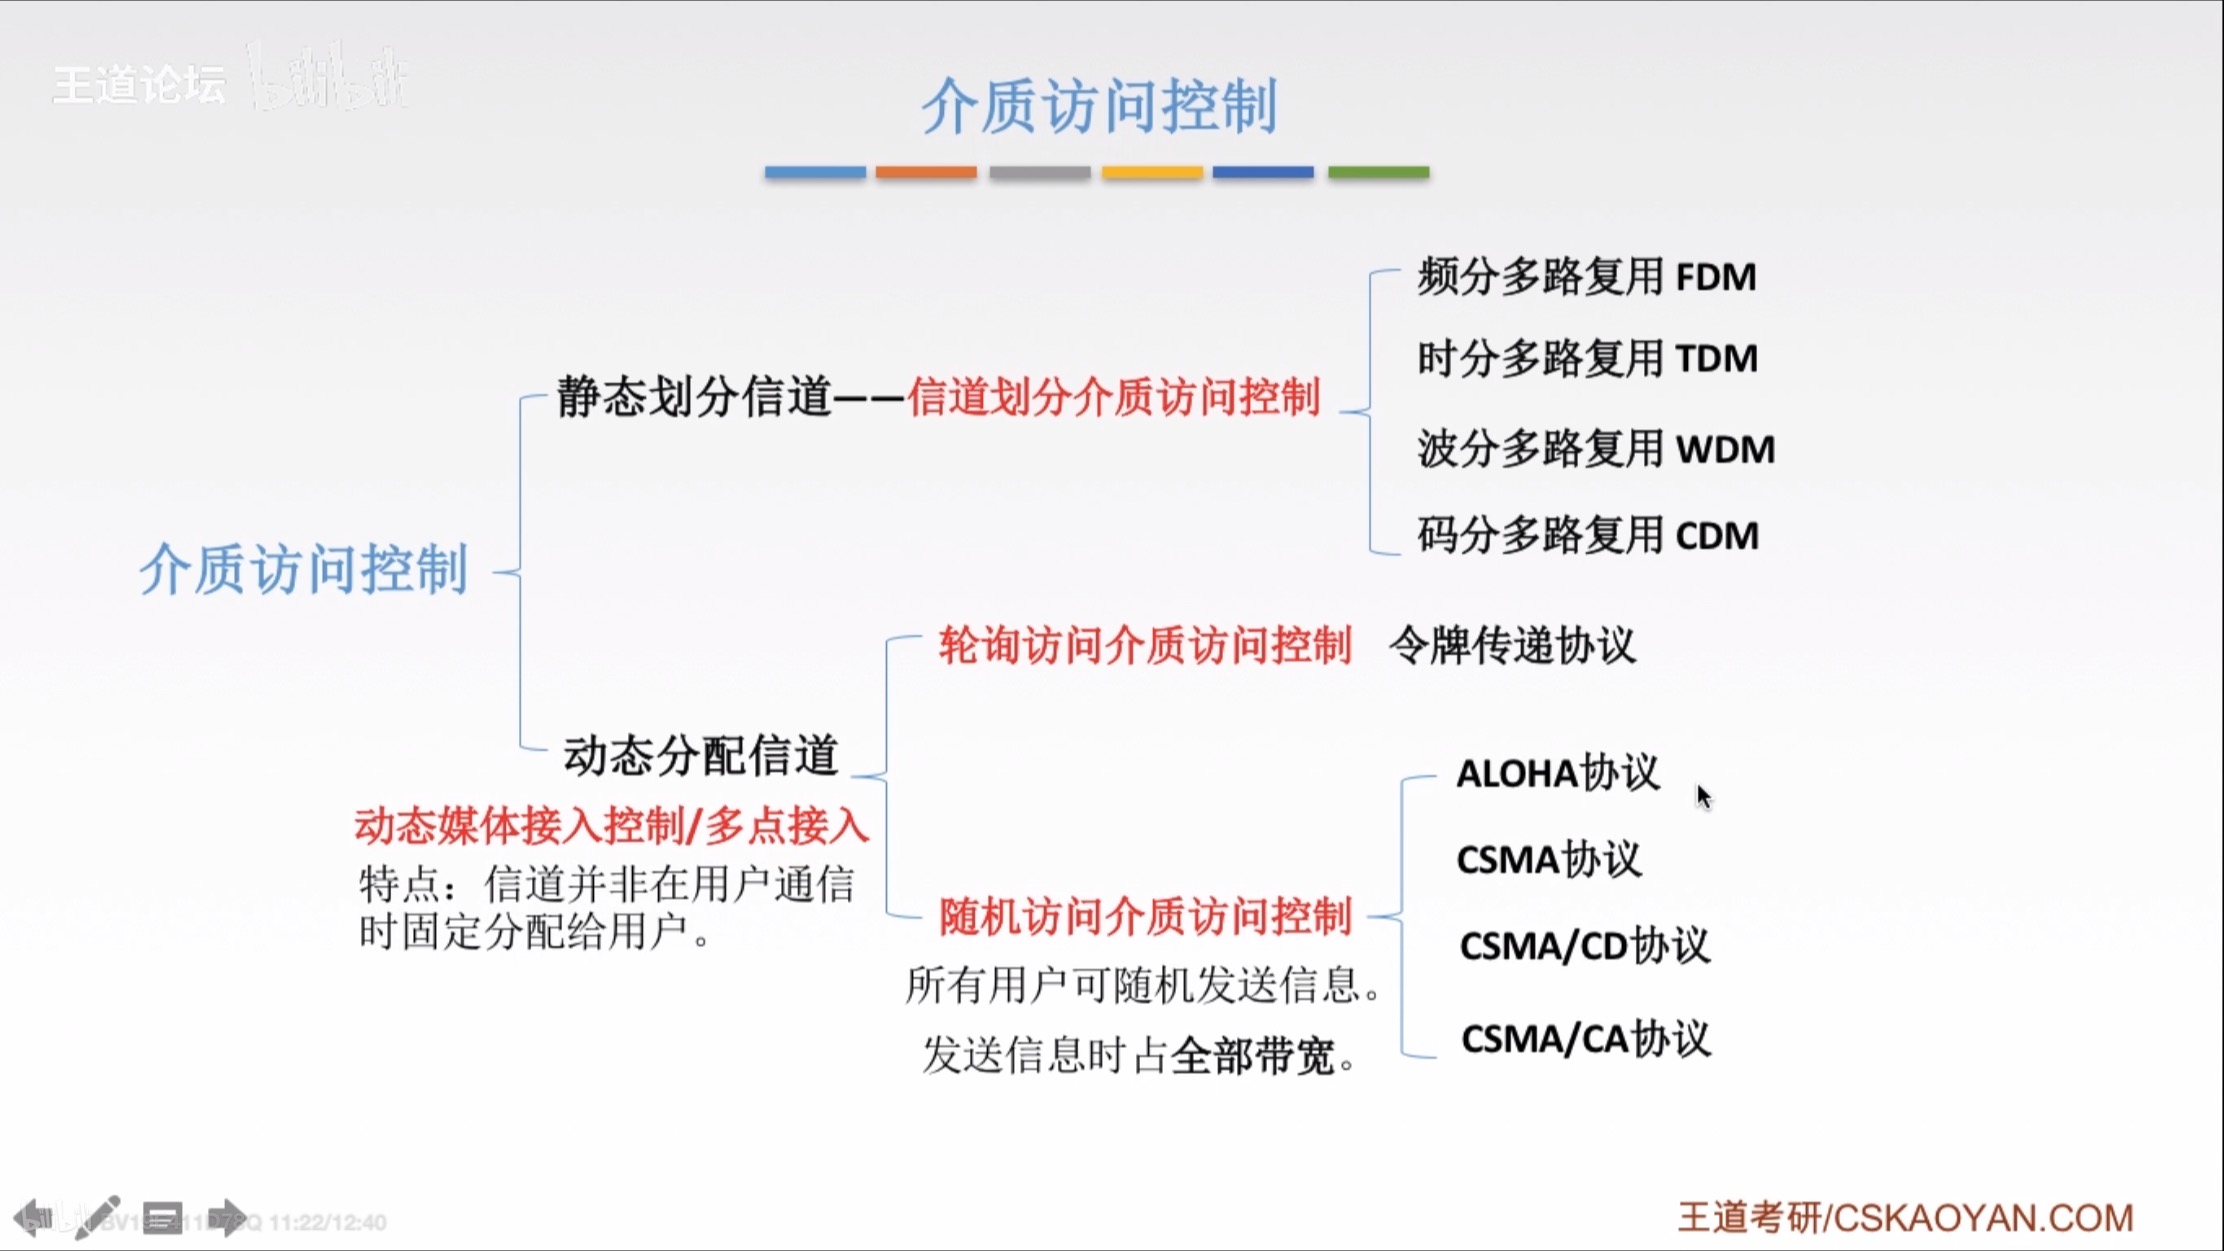 王道论坛 bilibili
介质访问控制
频分多路复用 FDM
时分多路复用 TDM
静态划分信道——信道划分介质访问控制
波分多路复用 WDM
码分多路复用 CDM
介质访问控制
轮询访问介质访问控制 令牌传递协议
动态分配信道
动态媒体接入控制/多点接入
特点：信道并非在用户通信
时固定分配给用户。
ALOHA协议
CSMA协议
随机访问介质访问控制
CSMA/CD协议
所有用户可随机发送信息。
发送信息时占全部带宽。
CSMA/CA协议
11:22/12:40
王道考研/CSKAOYAN.COM